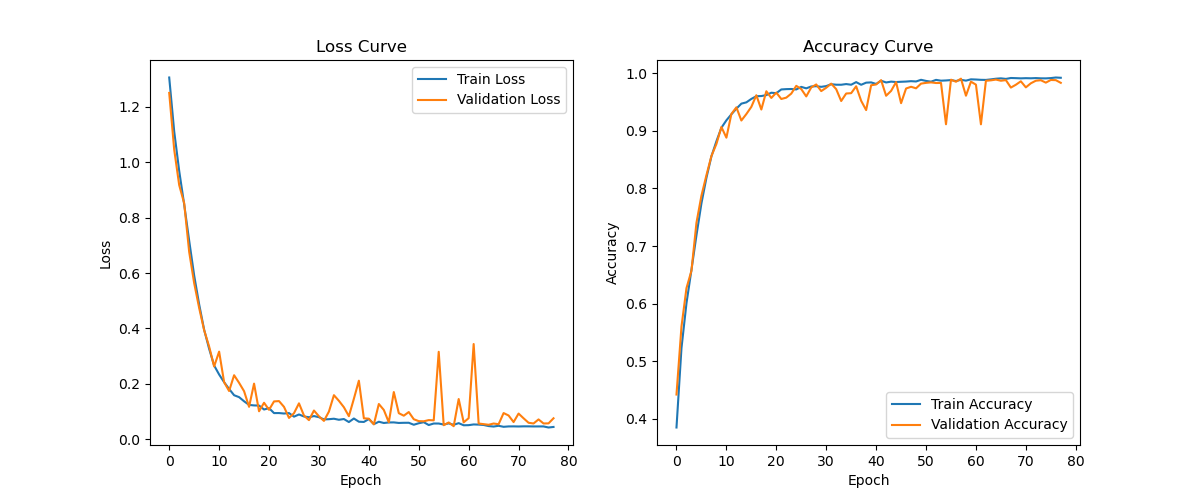 Loss Curve
Train Loss
Validation Loss
Loss
1.2
1.0
0.8
0.6
0.4
0.2
0.0
0 10 20 30 40 50 60 70 80
Epoch
Accuracy Curve
Accuracy
1.0
0.9
0.8
0.7
0.6
0.5
0.4
Train Accuracy
Validation Accuracy
0 10 20 30 40 50 60 70 80
Epoch